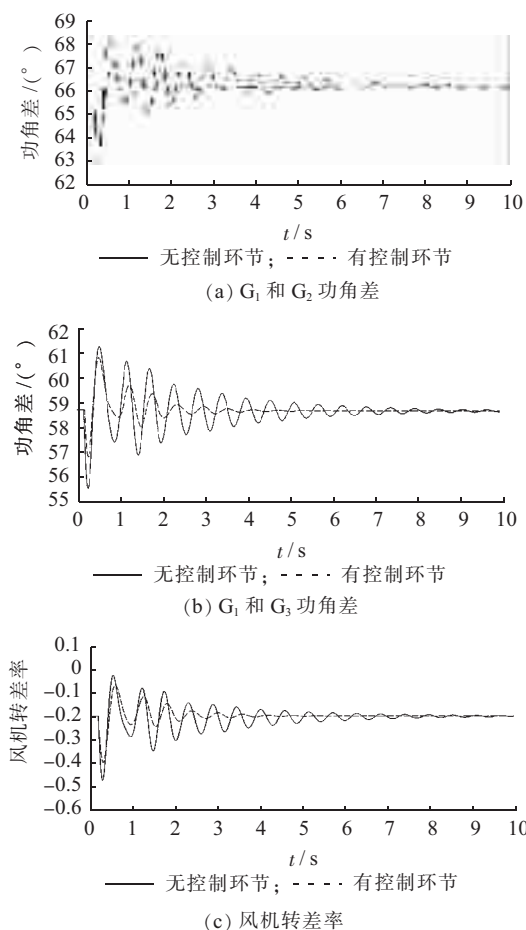 69
68
67
66
65
64
63
62
功角差/(°)
0 1 2 3 4 5 6 7 8 9 10
t/s
—— 无控制环节; - - - - 有控制环节
(a) G₁ 和 G₂ 功角差
62
61
60
59
58
57
56
55
功角差/(°)
0 1 2 3 4 5 6 7 8 9 10
t/s
—— 无控制环节; - - - - 有控制环节
(b) G₁ 和 G₃ 功角差
0.1
0
-0.1
-0.2
-0.3
-0.4
-0.5
-0.6
风机转差率
0 1 2 3 4 5 6 7 8 9 10
t/s
—— 无控制环节; - - - - 有控制环节
(c) 风机转差率